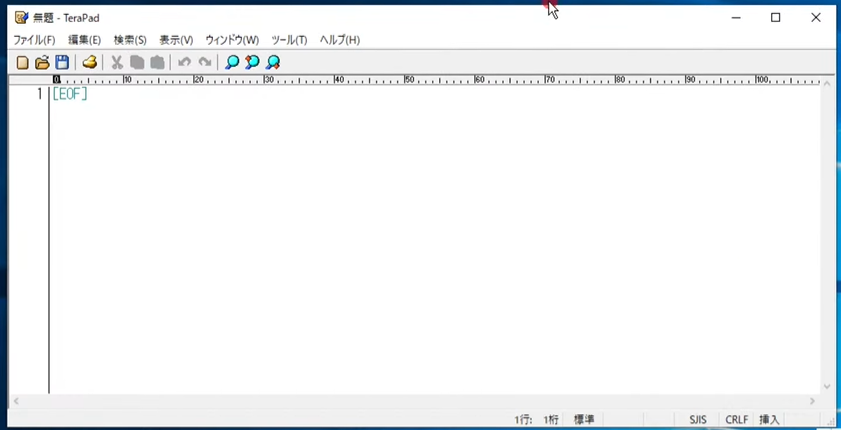 無題 - TeraPad
ファイル(F) 編集(E) 検索(S) 表示(V) ウィンドウ(W) ツール(T) ヘルプ(H)
0 10 20 30 40 50 60 70 80 90 100
1 [EOF]
1行: 1桁 標準 SJIS CRLF 挿入